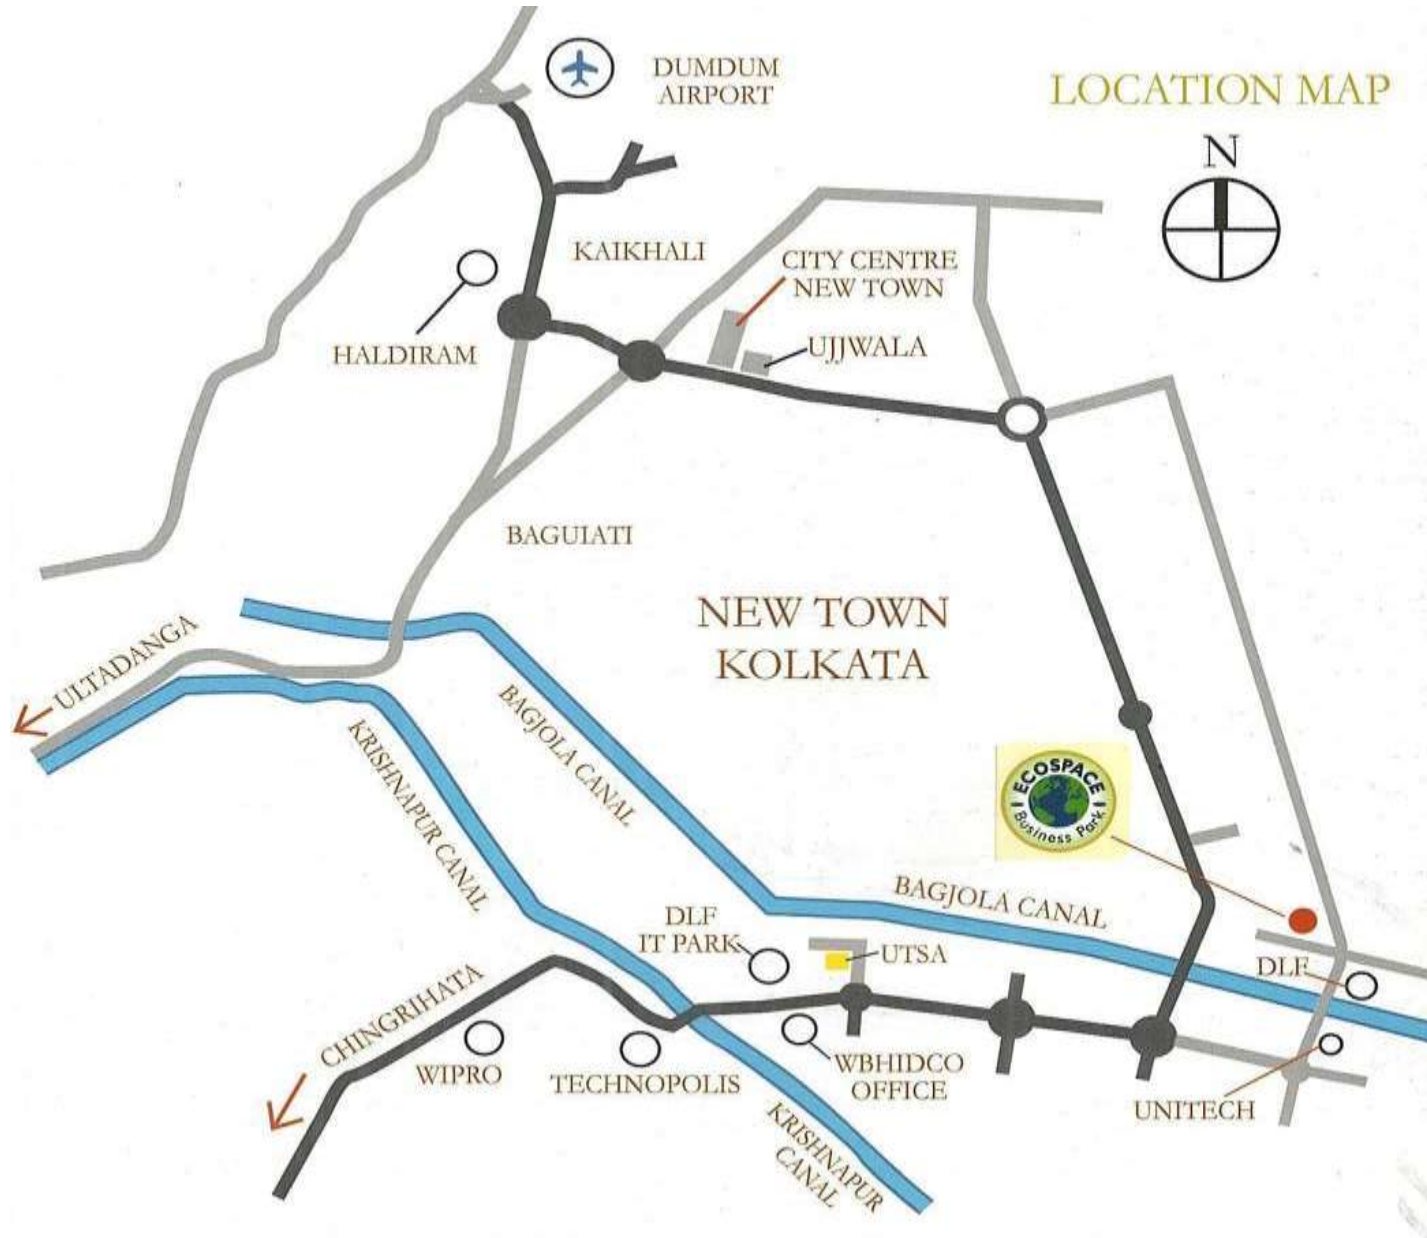 DUMDUM
AIRPORT
LOCATION MAP
N
KAIKHALI
CITY CENTRE
NEW TOWN
HALDIRAM
UJJWALA
BAGUIATI
NEW TOWN
KOLKATA
ULTADANGA
BAGJOLA CANAL
KRISHNAPUR CANAL
ECOSPACE
Business Park
BAGJOLA CANAL
DLF
IT PARK
UTSA
DLF
CHINGRIHATA
WIPRO
TECHNOPOLIS
WBHIDCO
OFFICE
UNITECH
KRISHNAPUR
CANAL